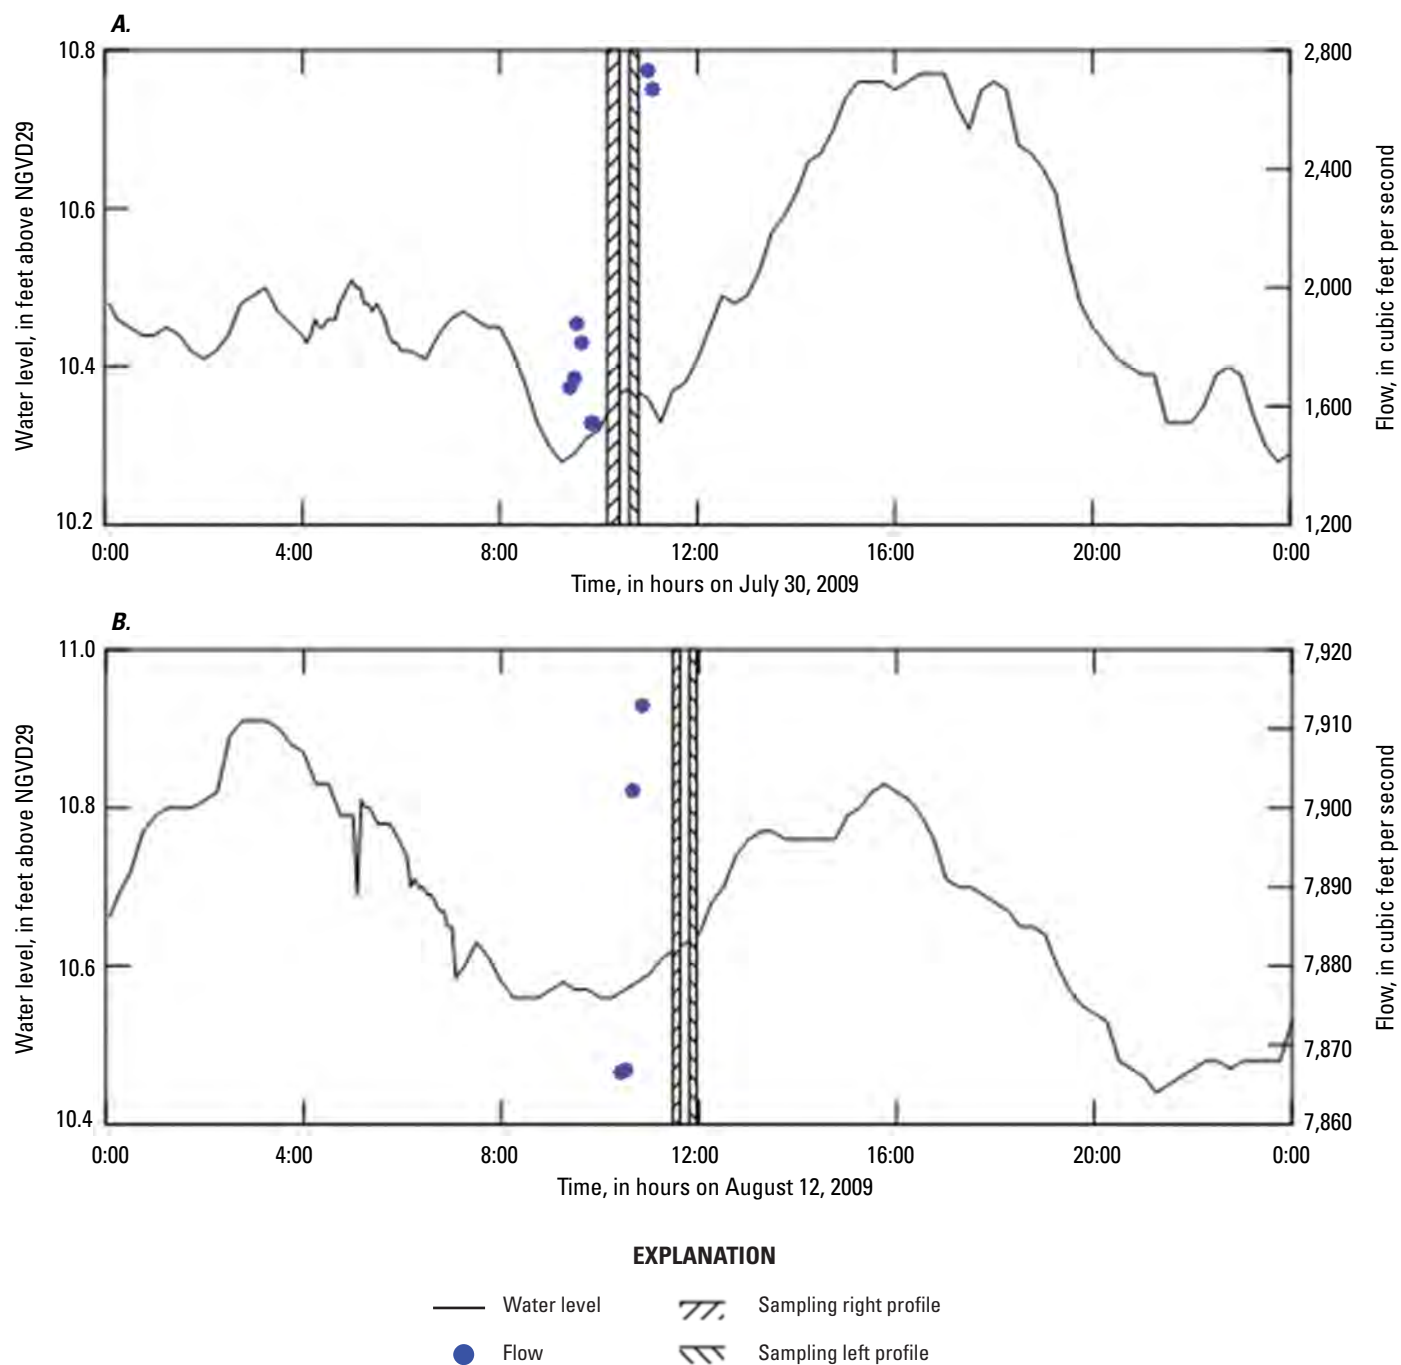 A.
10.8
10.6
10.4
10.2
Water level, in feet above NGVD29
2,800
2,400
2,000
1,600
1,200
Flow, in cubic feet per second
0:00 4:00 8:00 12:00 16:00 20:00 0:00
Time, in hours on July 30, 2009
B.
11.0
10.8
10.6
10.4
Water level, in feet above NGVD29
7,920
7,910
7,900
7,890
7,880
7,870
7,860
Flow, in cubic feet per second
0:00 4:00 8:00 12:00 16:00 20:00 0:00
Time, in hours on August 12, 2009
EXPLANATION
Water level
Sampling right profile
Flow
Sampling left profile